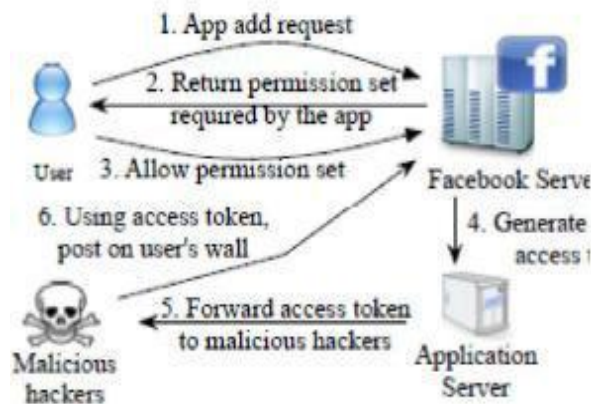 1. App add request
2. Return permission set
required by the app
User
3. Allow permission set
Facebook Serve
6. Using access token,
post on user's wall
4. Generate
access t
5. Forward access token
to malicious hackers
Malicious
hackers
Application
Server
f